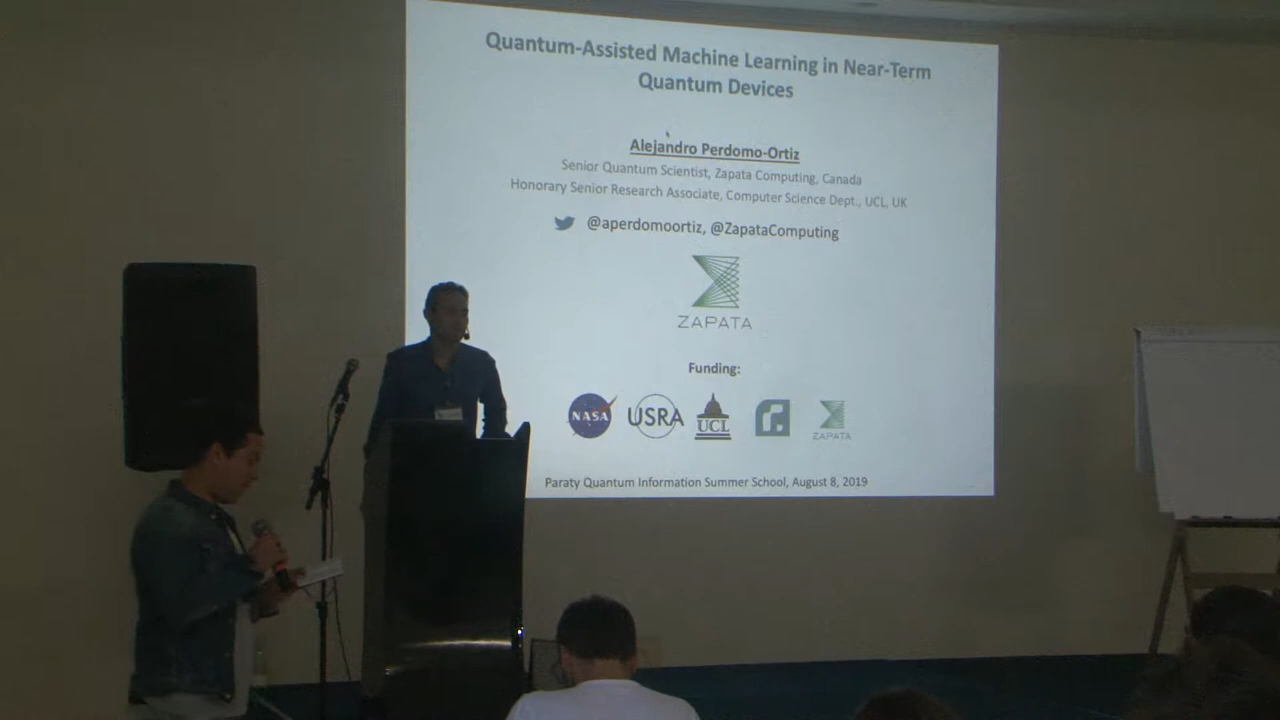 Quantum-Assisted Machine Learning in Near-Term
Quantum Devices
Alejandro Perdomo-Ortiz
Senior Quantum Scientist, Zapata Computing, Canada
Honorary Senior Research Associate, Computer Science Dept., UCL, UK
@aperdomoortiz, @ZapataComputing
ZAPATA
Funding:
NASA USRA UCL r. ZAPATA
Paraty Quantum Information Summer School, August 8, 2019